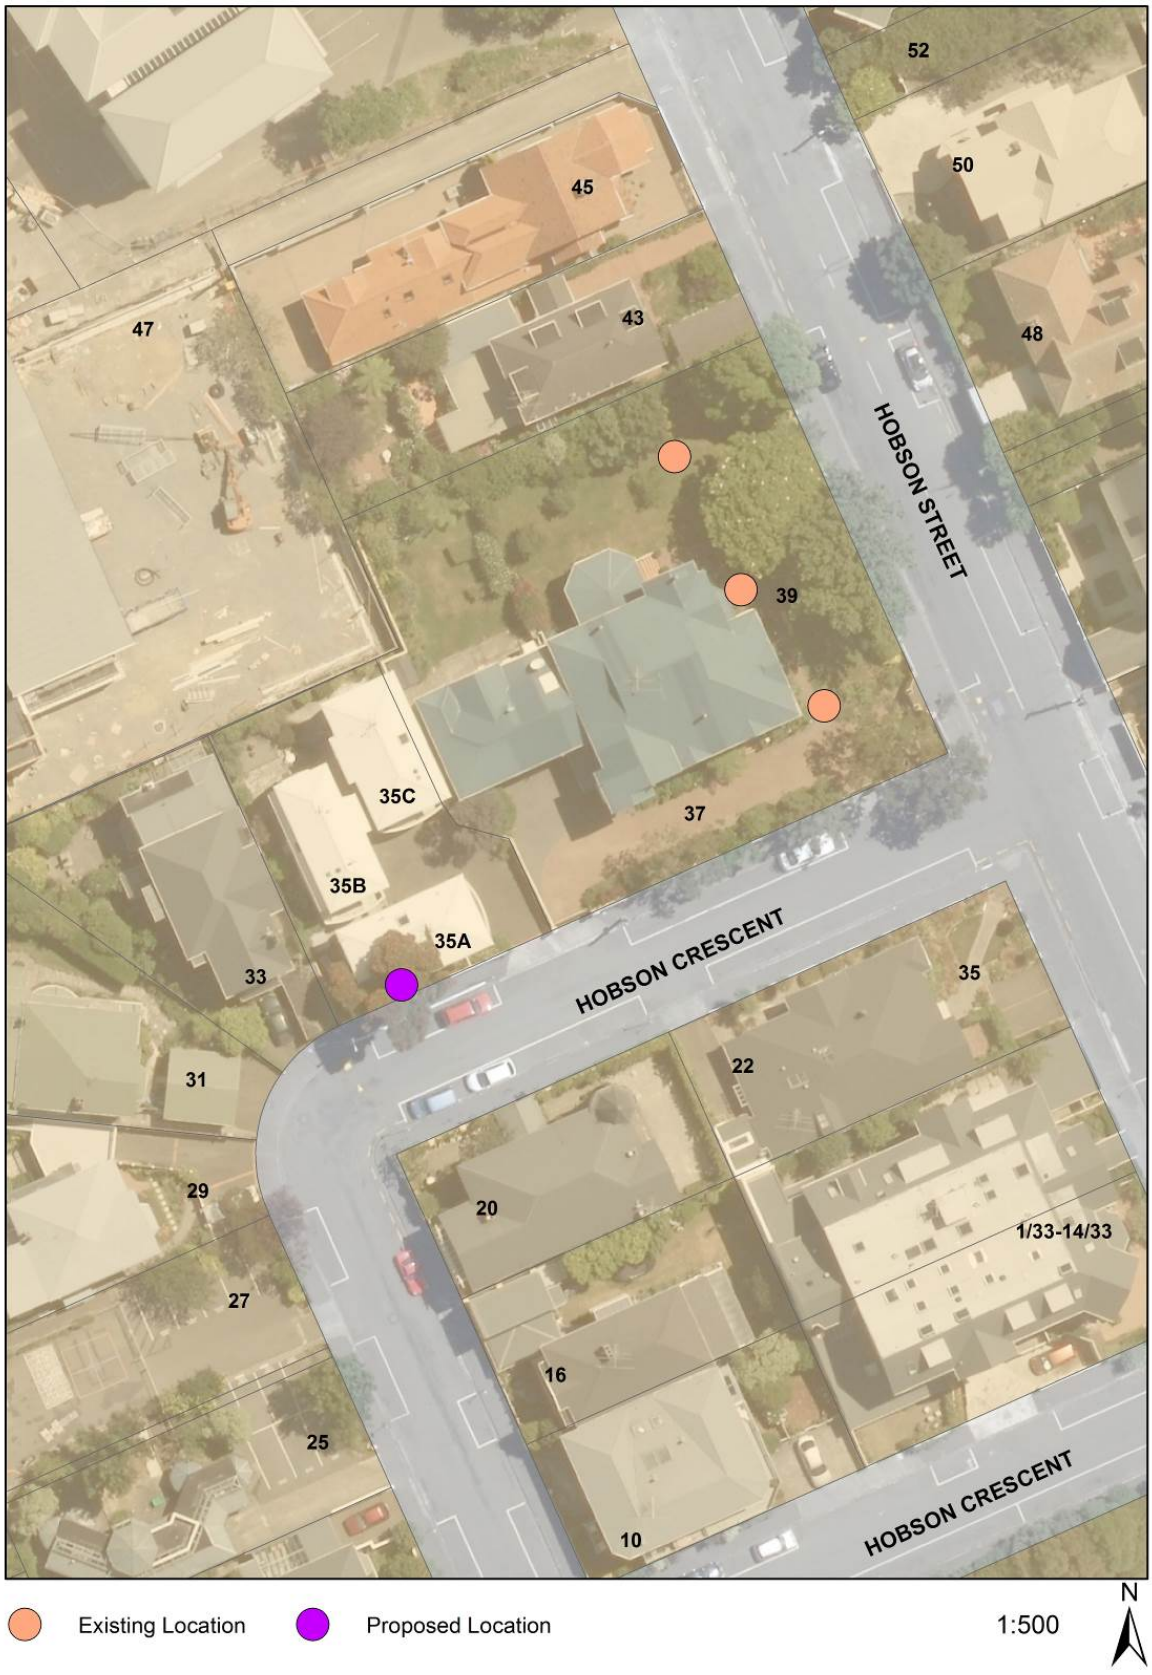 52
50
45
43
47
48
HOBSON STREET
39
35C
37
35B
35A
33
HOBSON CRESCENT
35
22
31
29
20
1/33-14/33
27
16
25
10
HOBSON CRESCENT
N
Existing Location
Proposed Location
1:500